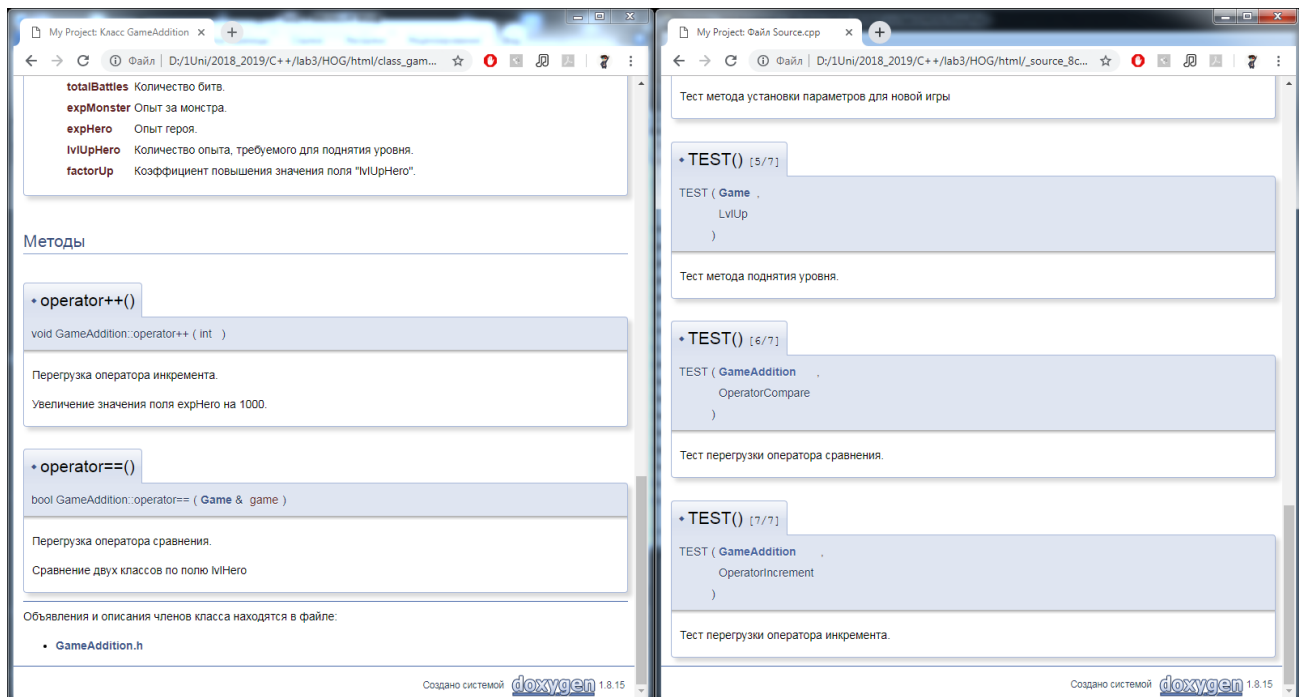 My Project: Класс GameAddition
Файл | D:/1Uni/2018_2019/C++/lab3/HOG/html/class_gam...
totalBattles Количество битв.
expMonster Опыт за монстра.
expHero Опыт героя.
lvlUpHero Количество опыта, требуемого для поднятия уровня.
factorUp Коэффициент повышения значения поля "lvlUpHero".
Методы
operator++()
void GameAddition::operator++ ( int )
Перегрузка оператора инкремента.
Увеличение значения поля expHero на 1000.
operator==()
bool GameAddition::operator== ( Game & game )
Перегрузка оператора сравнения.
Сравнение двух классов по полю lvlHero
Объявления и описания членов класса находятся в файле:
GameAddition.h
Создано системой doxygen 1.8.15
My Project: Файл Source.cpp
Файл | D:/1Uni/2018_2019/C++/lab3/HOG/html/_source_8c...
Тест метода установки параметров для новой игры
TEST() [5/7]
TEST ( Game ,
LvlUp
)
Тест метода поднятия уровня.
TEST() [6/7]
TEST ( GameAddition ,
OperatorCompare
)
Тест перегрузки оператора сравнения.
TEST() [7/7]
TEST ( GameAddition ,
OperatorIncrement
)
Тест перегрузки оператора инкремента.
Создано системой doxygen 1.8.15